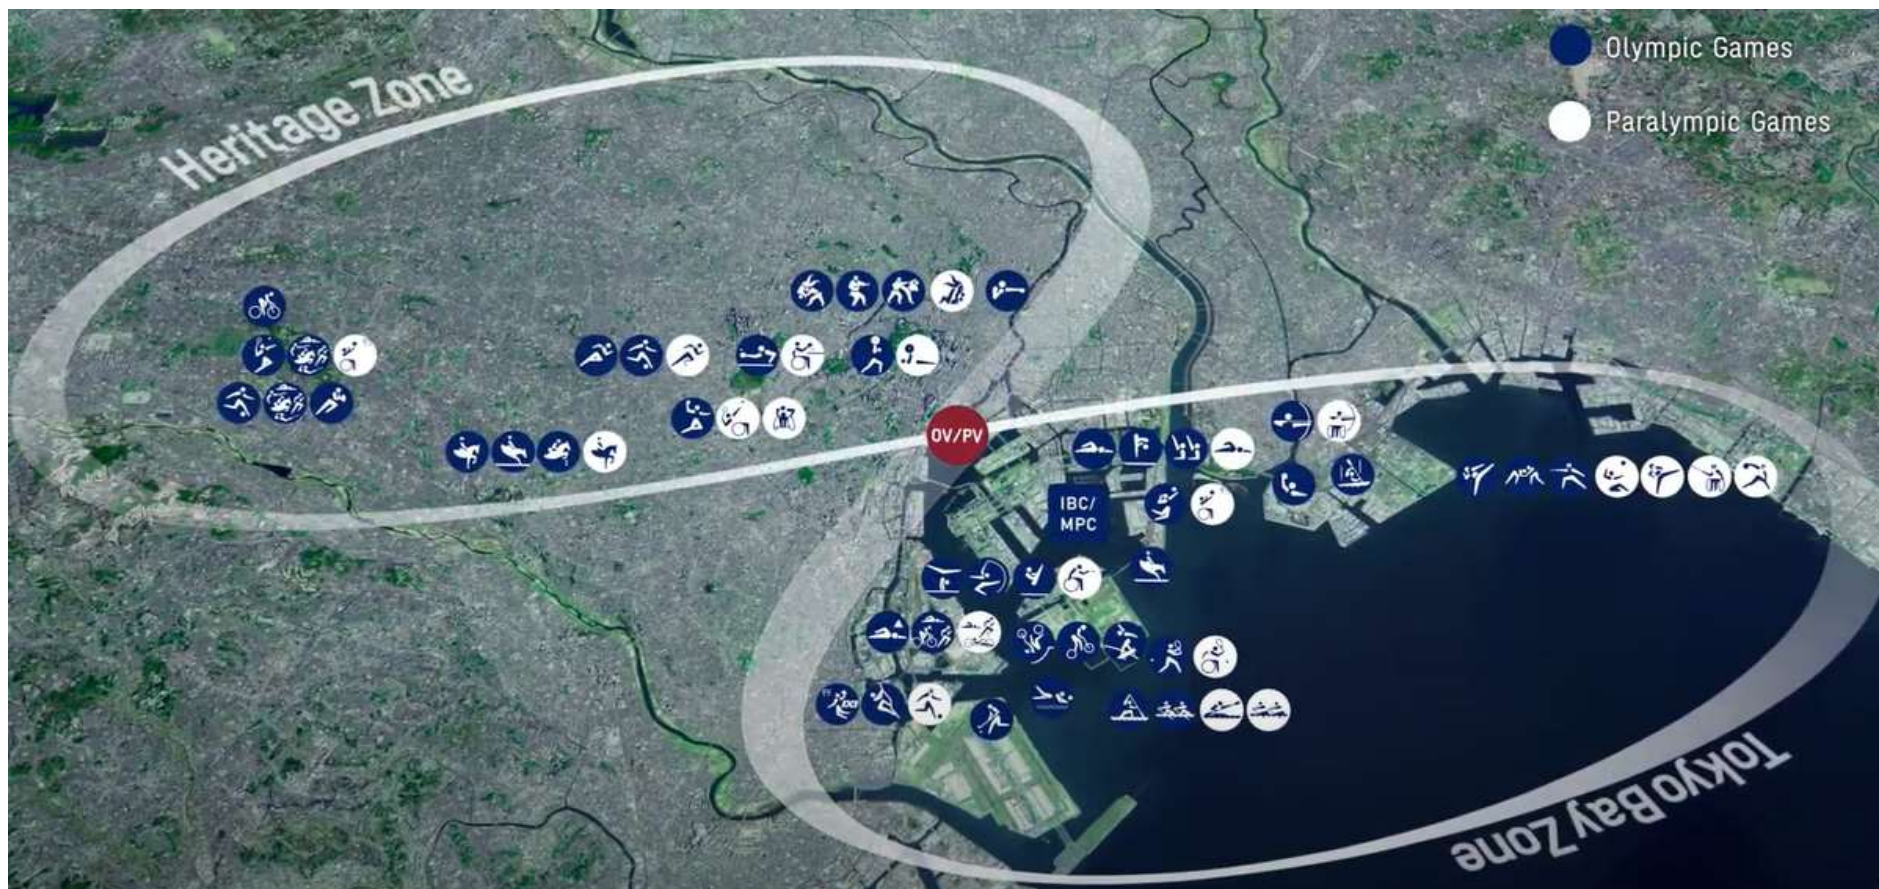 Heritage Zone
Olympic Games
Paralympic Games
OV/PV
IBC/
MPC
Tokyo Bay Zone